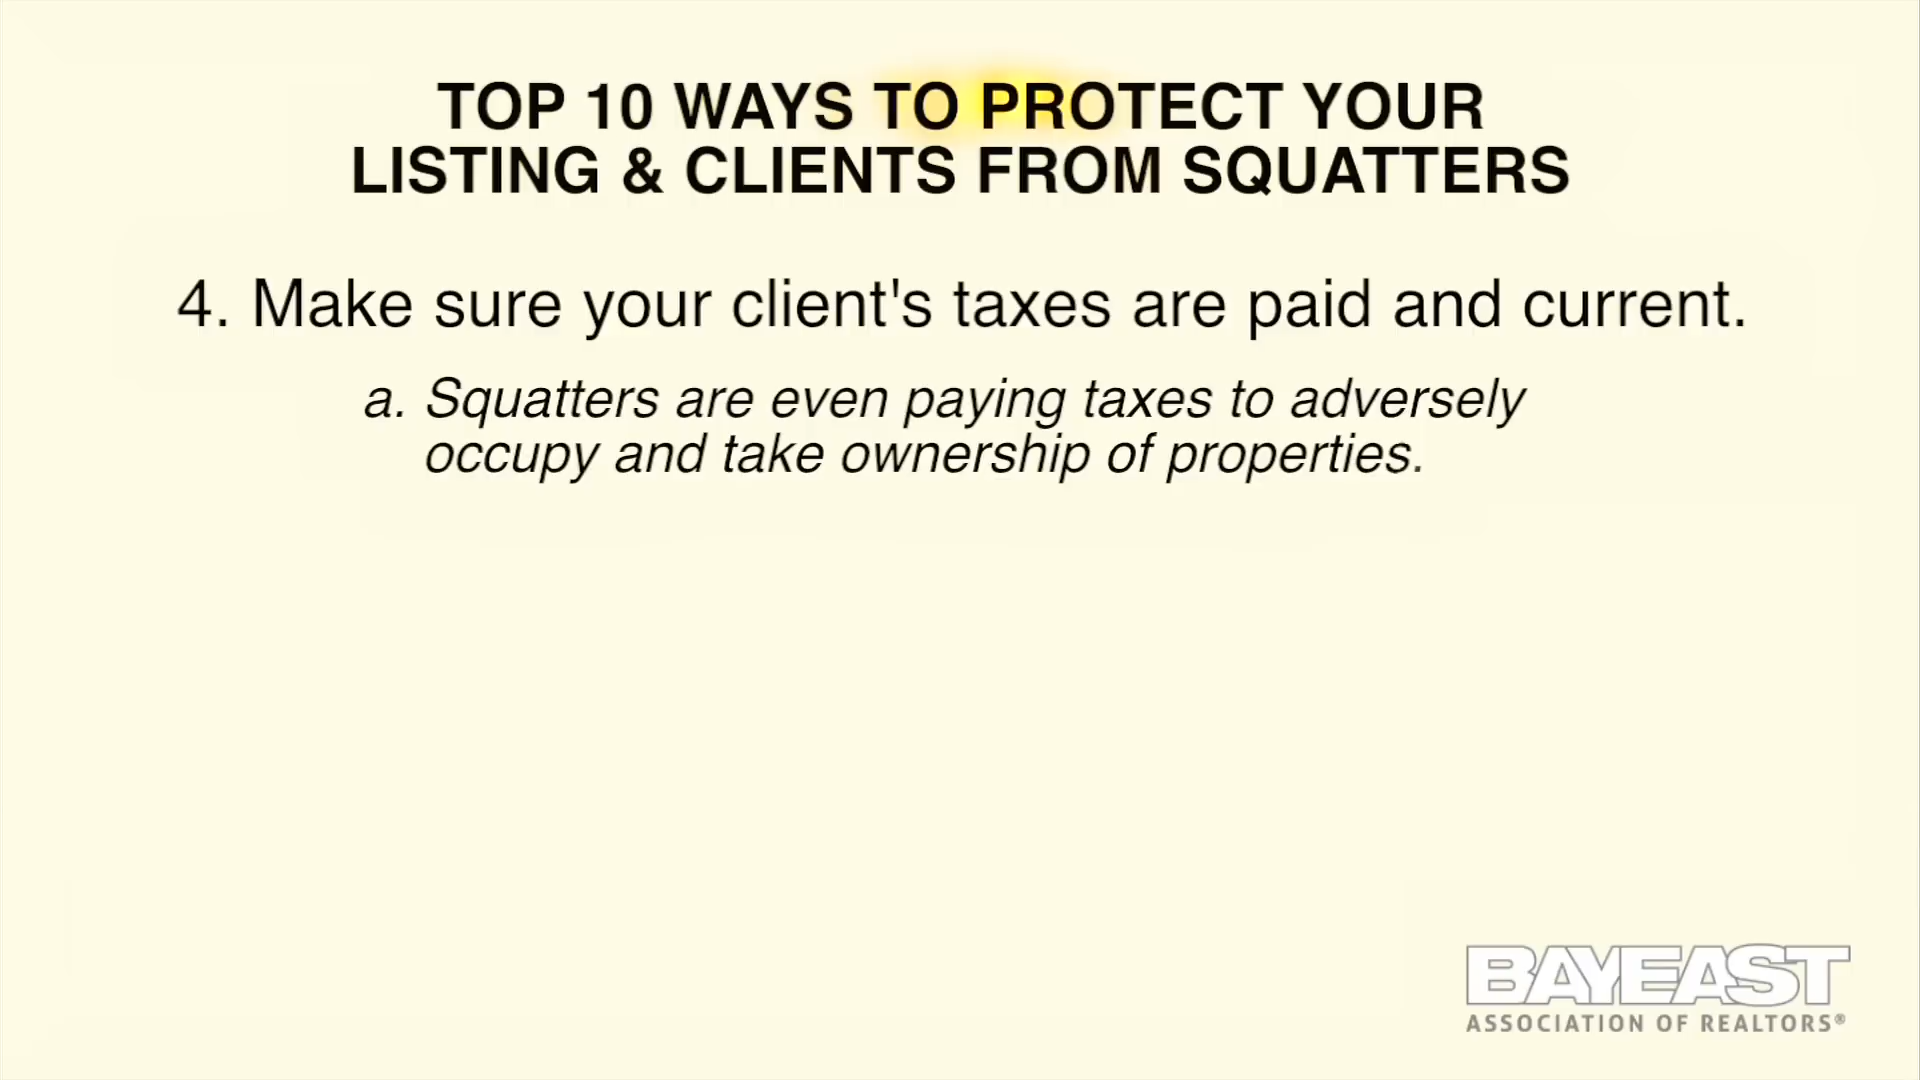 TOP 10 WAYS TO PROTECT YOUR
LISTING & CLIENTS FROM SQUATTERS
4. Make sure your client's taxes are paid and current.
a. Squatters are even paying taxes to adversely
occupy and take ownership of properties.
BAYEAST
ASSOCIATION OF REALTORS®